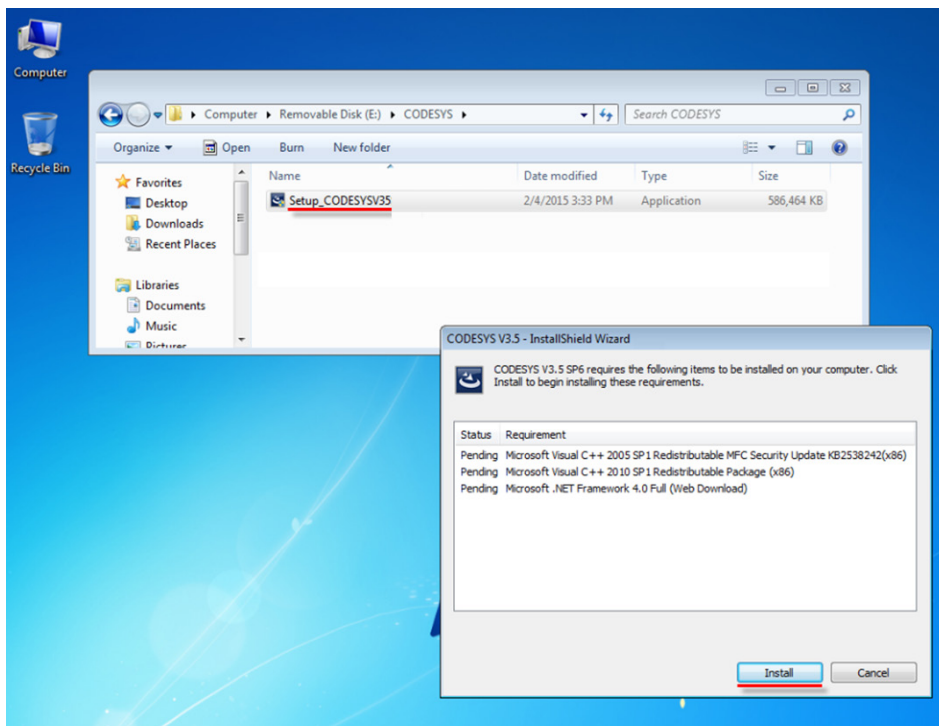 Computer
Recycle Bin
Computer Removable Disk (E:) CODESYS
Search CODESYS
Organize Open Burn New folder
Name Date modified Type Size
Favorites
Desktop
Downloads
Recent Places
Libraries
Documents
Music
Pictures
Setup_CODESYSV35 2/4/2015 3:33 PM Application 586,464 KB
CODESYS V3.5 - InstallShield Wizard
CODESYS V3.5 SP6 requires the following items to be installed on your computer. Click
Install to begin installing these requirements.
Status Requirement
Pending Microsoft Visual C++ 2005 SP1 Redistributable MFC Security Update KB2538242(x86)
Pending Microsoft Visual C++ 2010 SP1 Redistributable Package (x86)
Pending Microsoft .NET Framework 4.0 Full (Web Download)
Install Cancel